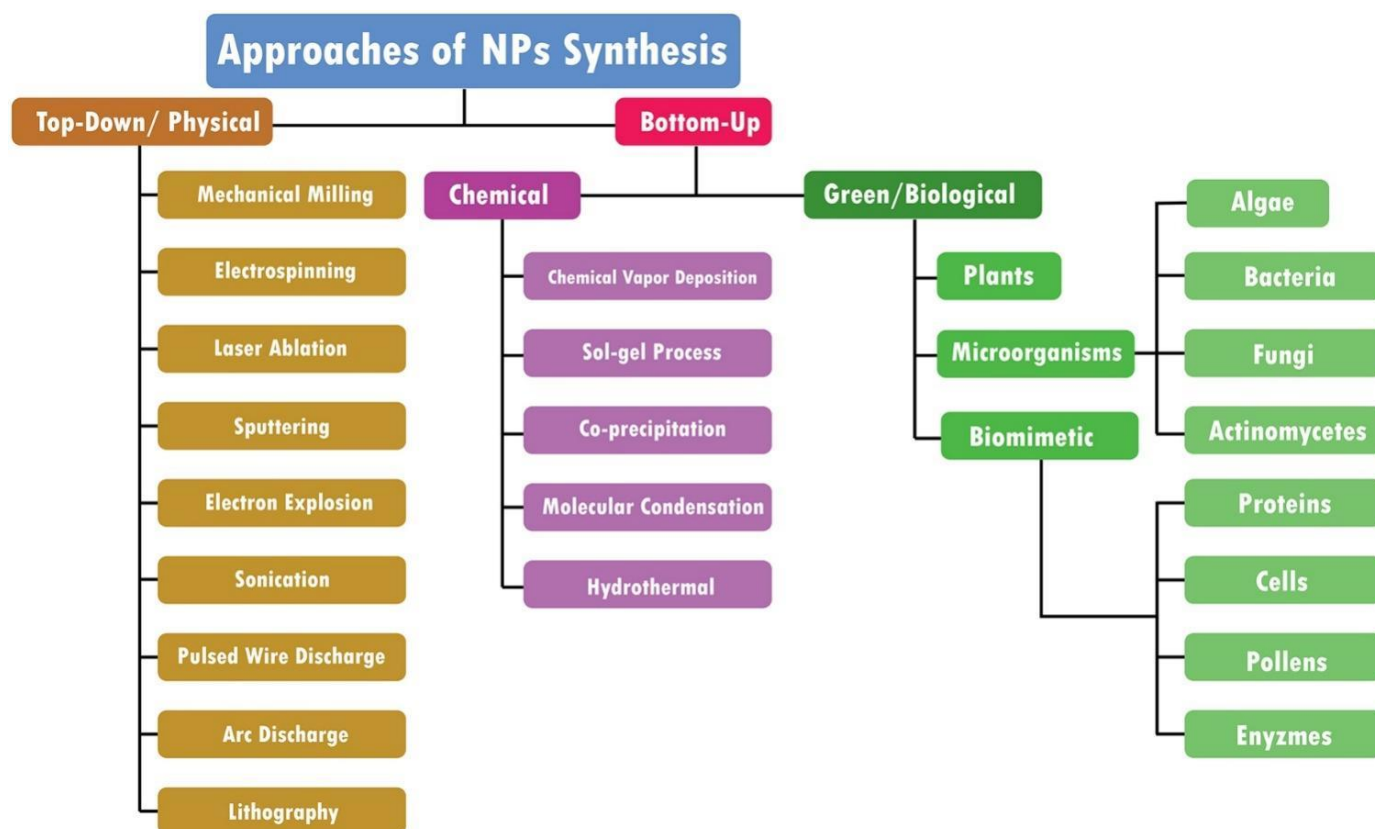 Approaches of NPs Synthesis
Top-Down/ Physical
Bottom-Up
Mechanical Milling
Electrospinning
Laser Ablation
Sputtering
Electron Explosion
Sonication
Pulsed Wire Discharge
Arc Discharge
Lithography
Chemical
Chemical Vapor Deposition
Sol-gel Process
Co-precipitation
Molecular Condensation
Hydrothermal
Green/Biological
Plants
Microorganisms
Biomimetic
Algae
Bacteria
Fungi
Actinomycetes
Proteins
Cells
Pollens
Enyzmes